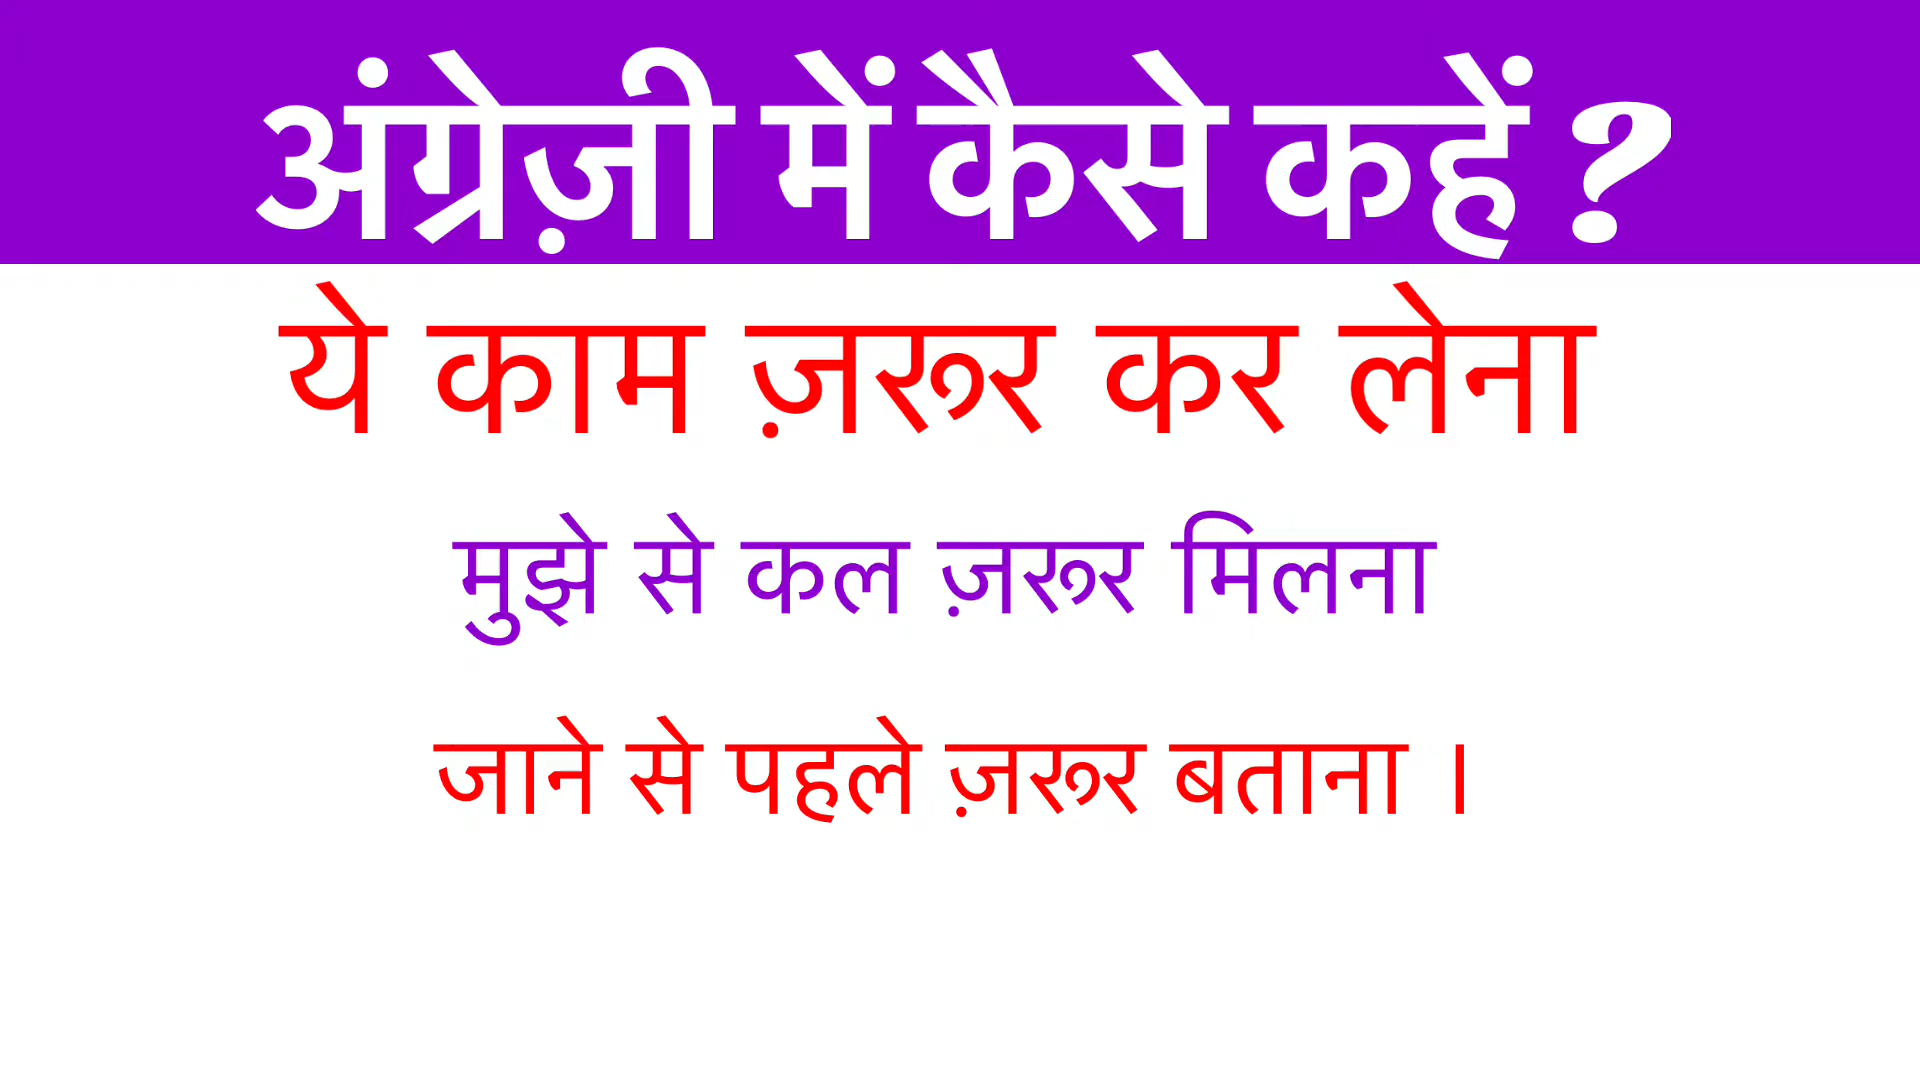 अंग्रेज़ी में कैसे कहें ?
ये काम ज़रूर कर लेना
मुझे से कल ज़रूर मिलना
जाने से पहले ज़रूर बताना ।